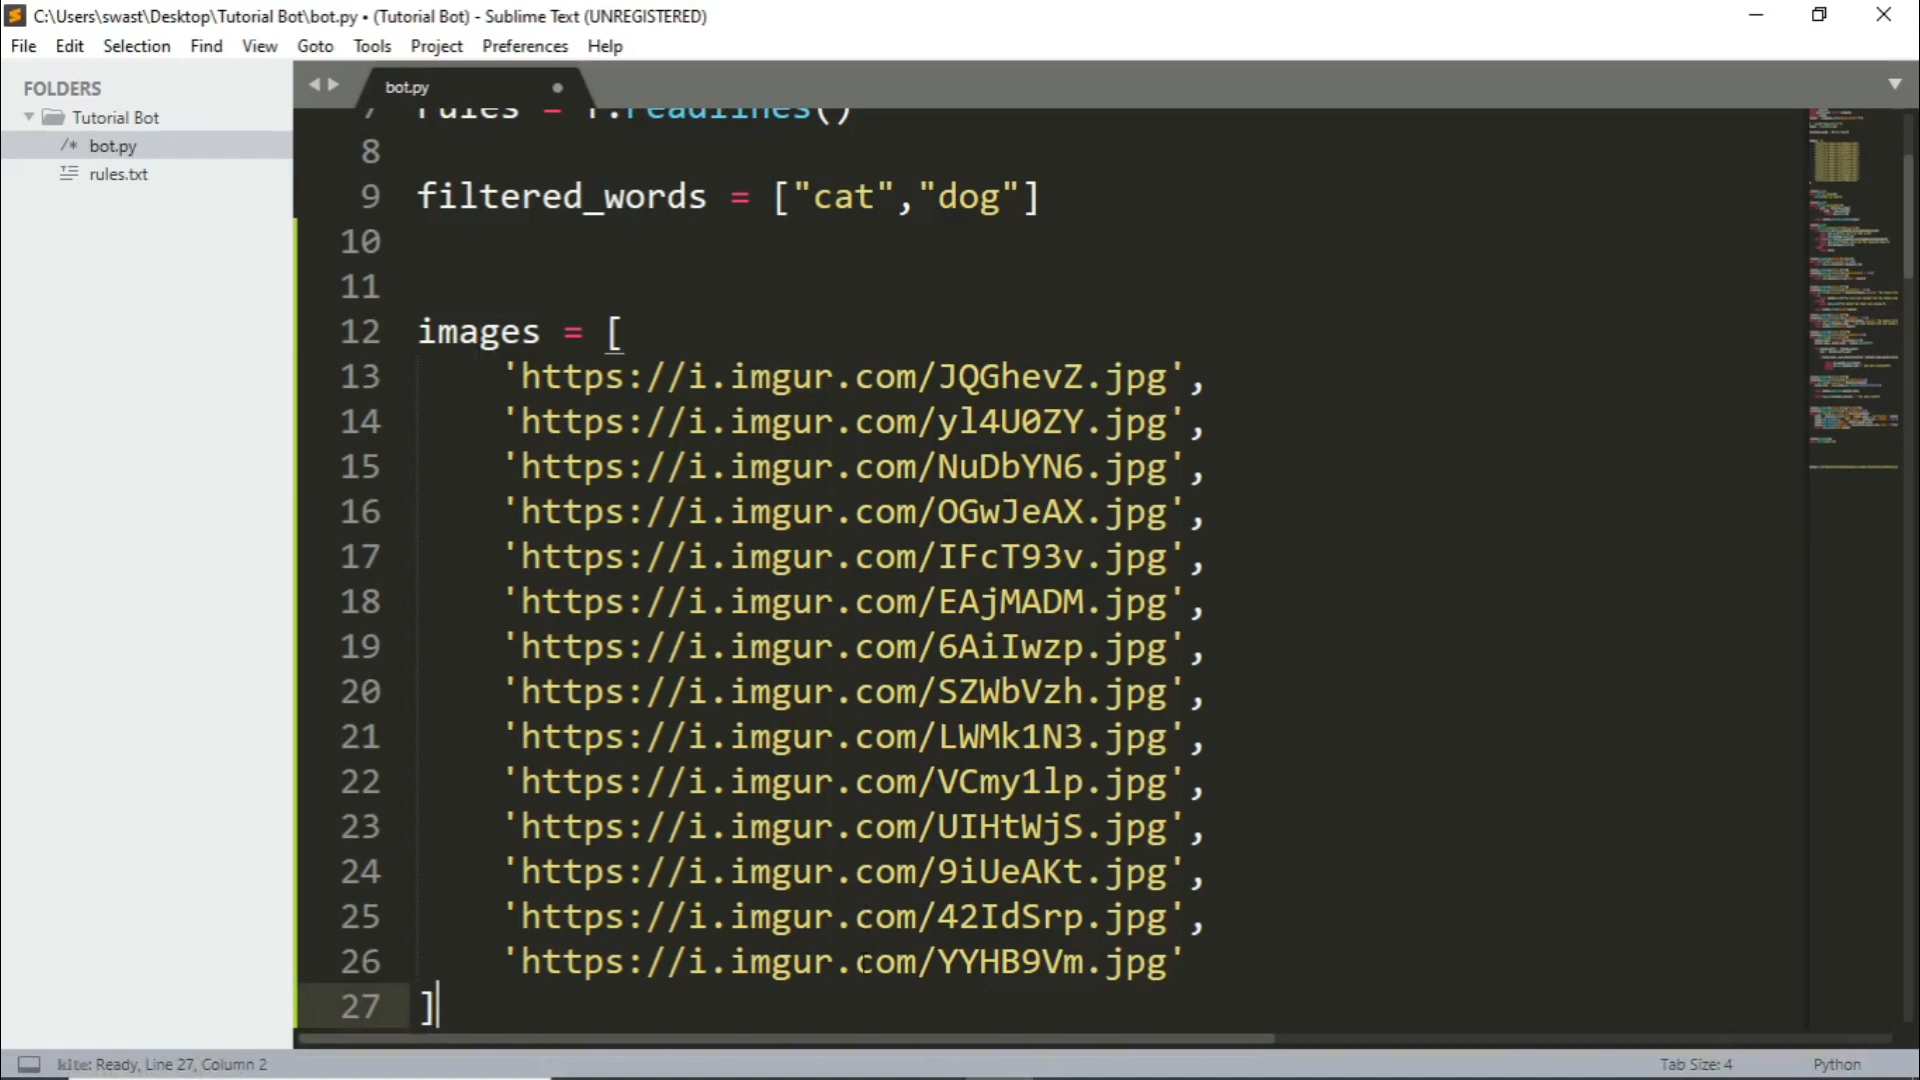 C:\Users\swast\Desktop\Tutorial Bot\bot.py • (Tutorial Bot) - Sublime Text (UNREGISTERED)
File Edit Selection Find View Goto Tools Project Preferences Help
FOLDERS
Tutorial Bot
/* bot.py
rules.txt
bot.py
7 rules = f.readlines()
8
9 filtered_words = ["cat","dog"]
10
11
12 images = [
13 'https://i.imgur.com/JQGhevZ.jpg',
14 'https://i.imgur.com/yl4U0ZY.jpg',
15 'https://i.imgur.com/NuDbYN6.jpg',
16 'https://i.imgur.com/OGwJeAX.jpg',
17 'https://i.imgur.com/IFcT93v.jpg',
18 'https://i.imgur.com/EAjMADM.jpg',
19 'https://i.imgur.com/6AiIwzp.jpg',
20 'https://i.imgur.com/SZWbVzh.jpg',
21 'https://i.imgur.com/LWMk1N3.jpg',
22 'https://i.imgur.com/VCmy1lp.jpg',
23 'https://i.imgur.com/UIHtWjS.jpg',
24 'https://i.imgur.com/9iUeAKt.jpg',
25 'https://i.imgur.com/42IdSrp.jpg',
26 'https://i.imgur.com/YYHB9Vm.jpg'
27 ]
kite: Ready, Line 27, Column 2
Tab Size: 4
Python